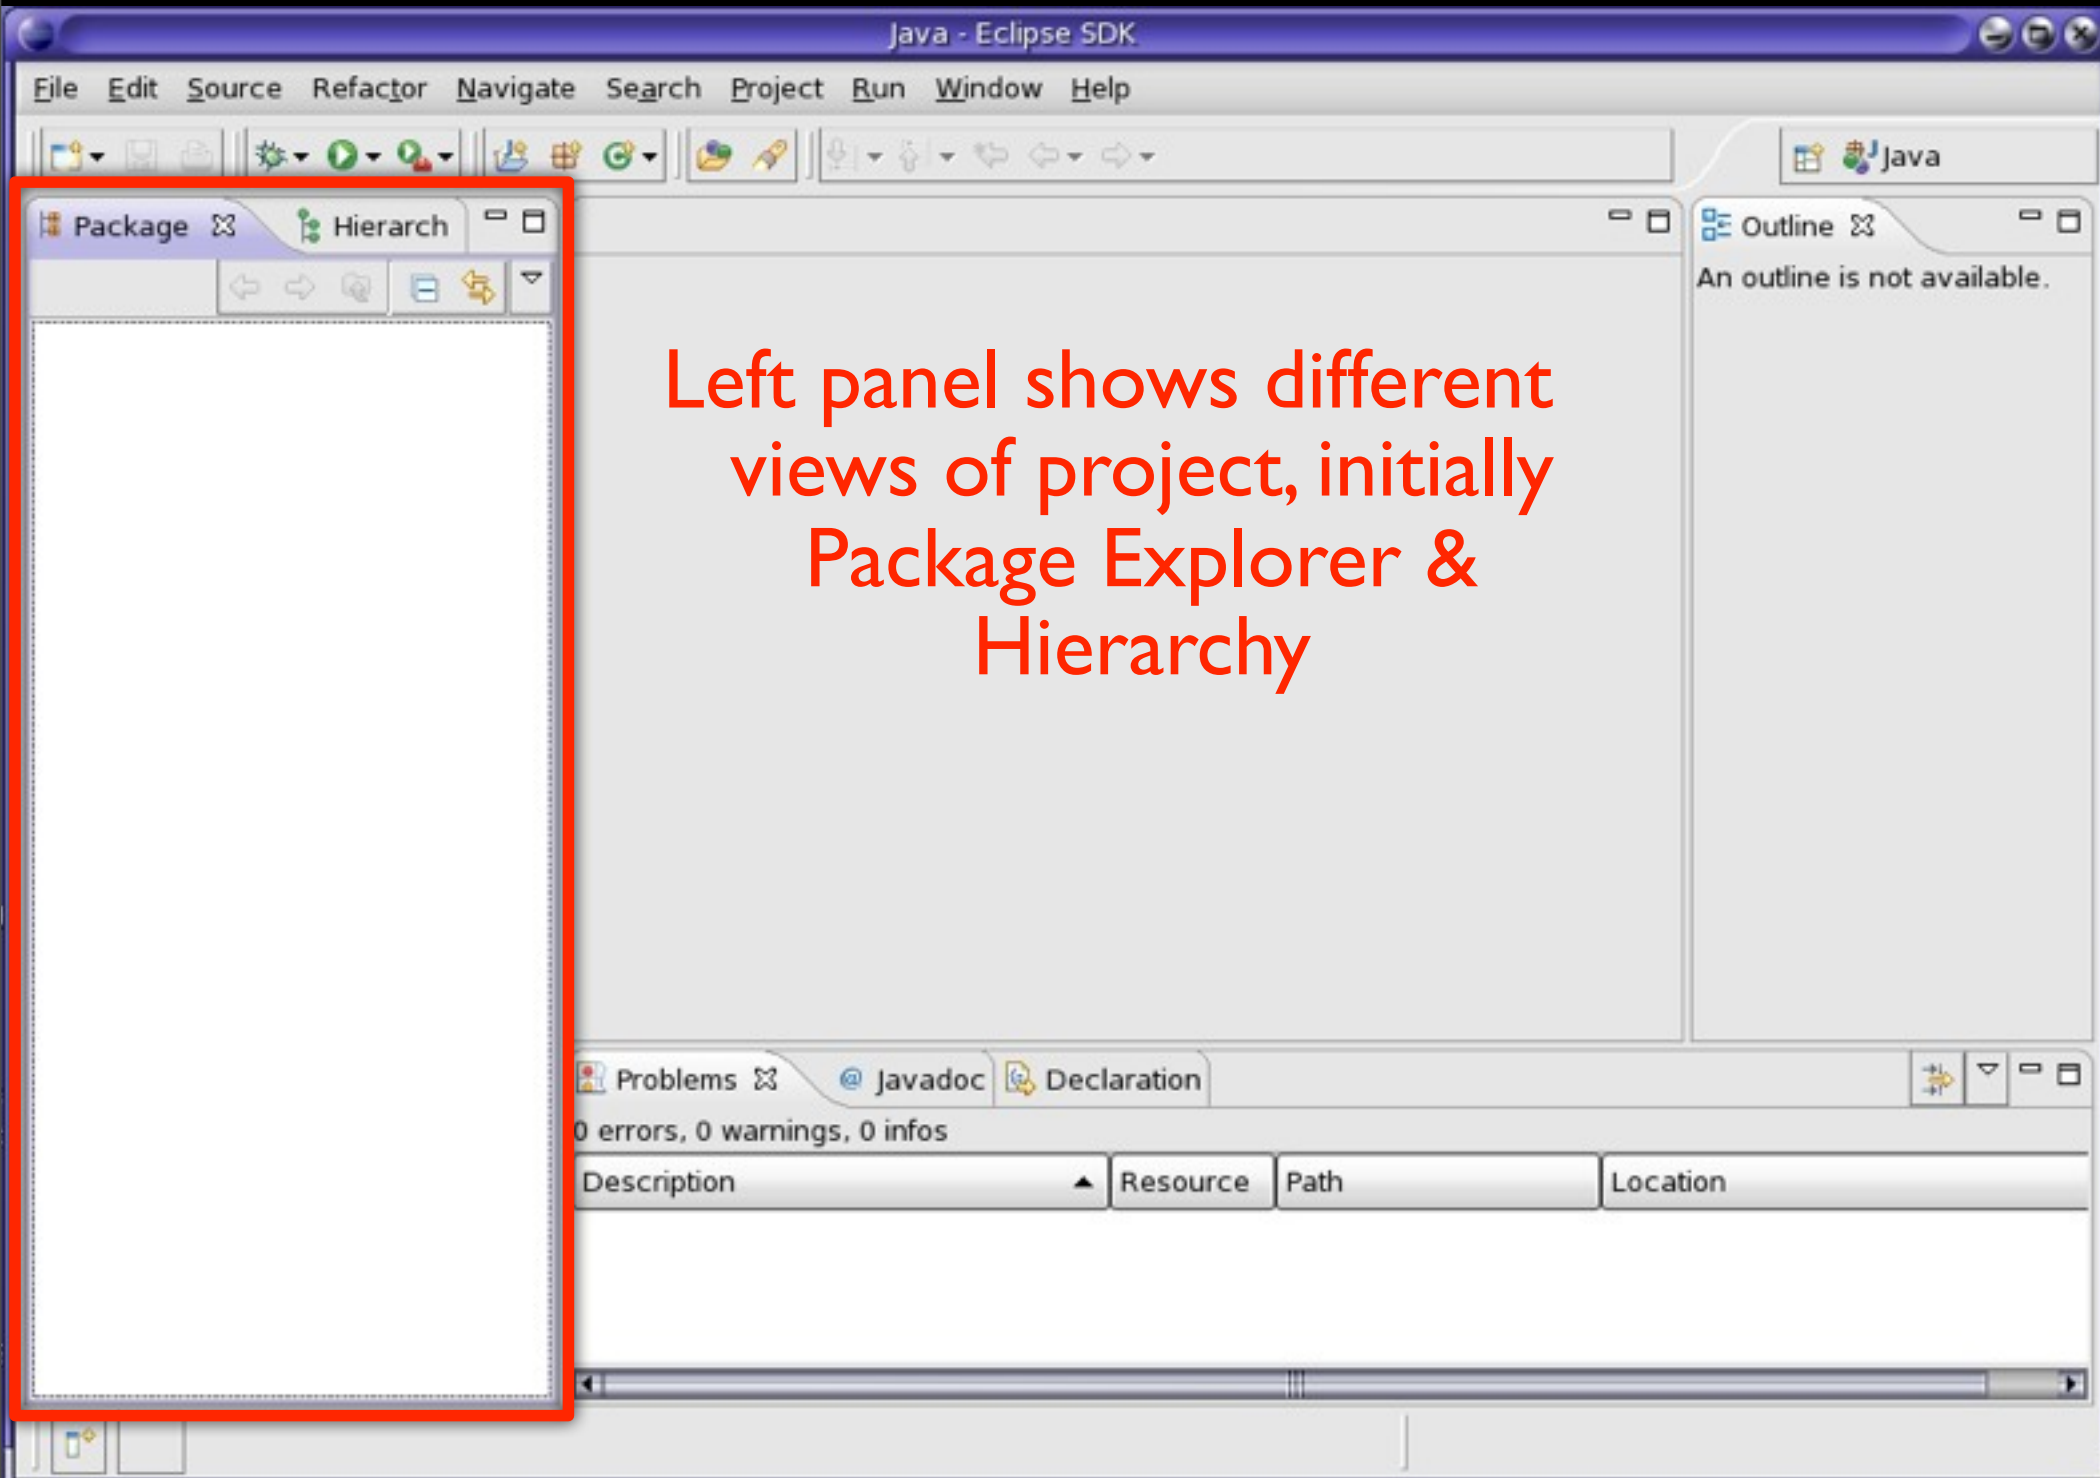 Java - Eclipse SDK
File Edit Source Refactor Navigate Search Project Run Window Help
Java
Package Hierarch
Outline
An outline is not available.
Left panel shows different
views of project, initially
Package Explorer &
Hierarchy
Problems @ Javadoc Declaration
0 errors, 0 warnings, 0 infos
Description Resource Path Location